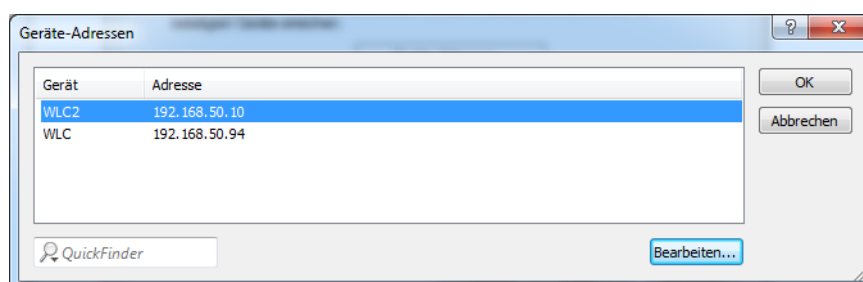 Geräte-Adressen
Gerät Adresse
WLC2 192.168.50.10
WLC 192.168.50.94
OK
Abbrechen
QuickFinder
Bearbeiten...